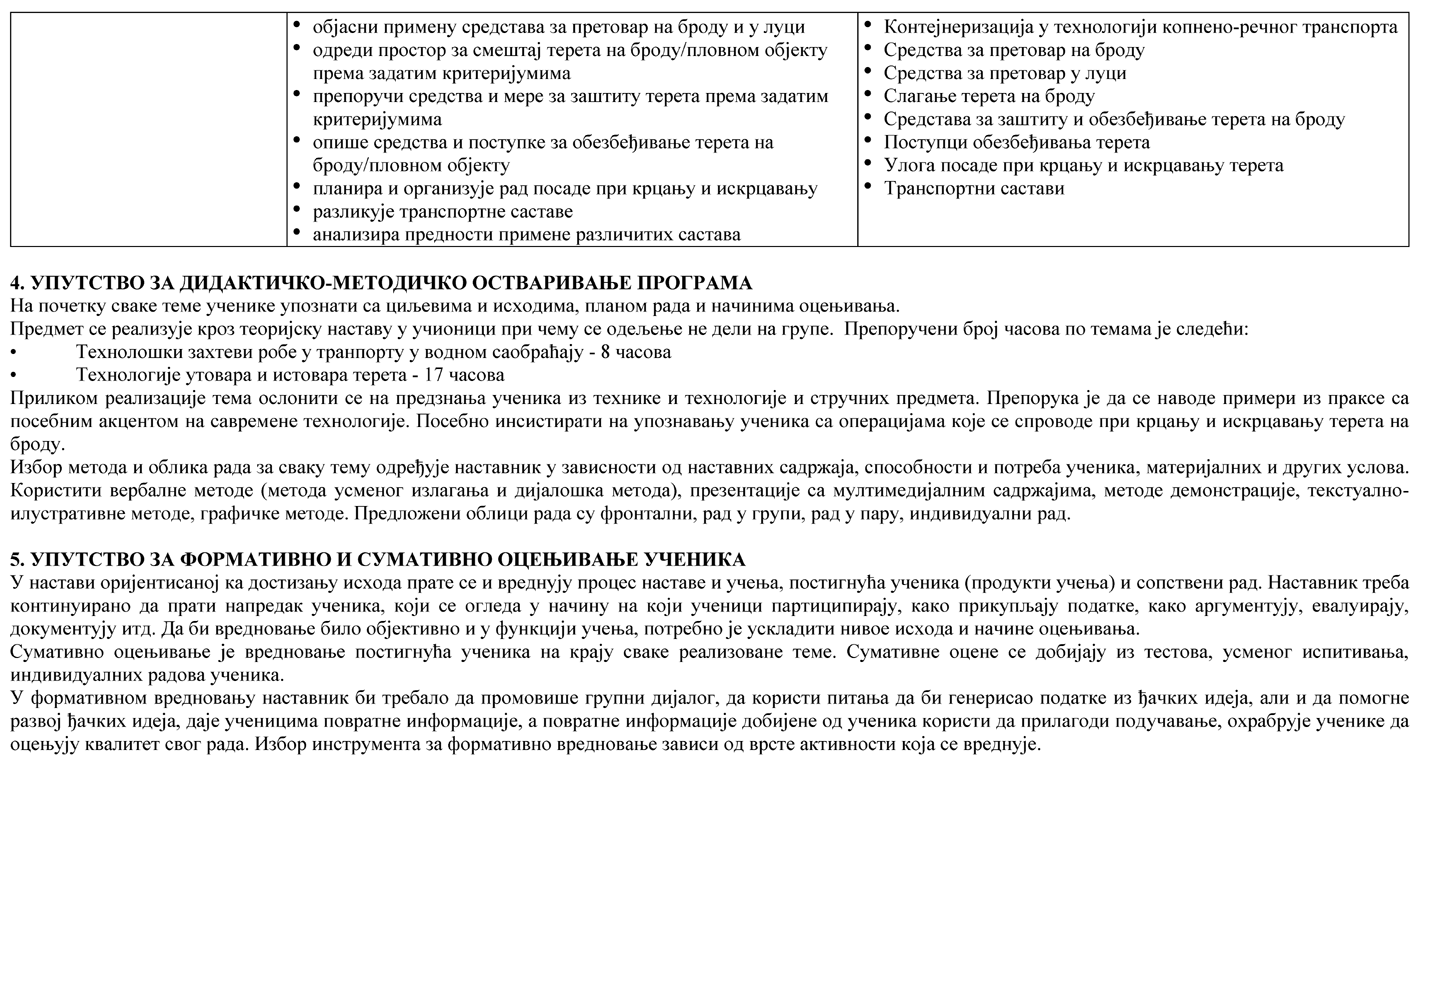 • објасни примену средстава за претовар на броду и у луци
• одреди простор за смештај терета на броду/пловном објекту
према задатим критеријумима
• препоручи средства и мере за заштиту терета према задатим
критеријумима
• опише средства и поступке за обезбеђивање терета на
броду/пловном објекту
• планира и организује рад посаде при крцању и искрцавању
• разликује транспортне саставе
• анализира предности примене различитих састава
• Контејнеризација у технологији копнено-речног транспорта
• Средства за претовар на броду
• Средства за претовар у луци
• Слагање терета на броду
• Средстава за заштиту и обезбеђивање терета на броду
• Поступци обезбеђивања терета
• Улога посаде при крцању и искрцавању терета
• Транспортни састави
4. УПУТСТВО ЗА ДИДАКТИЧКО-МЕТОДИЧКО ОСТВАРИВАЊЕ ПРОГРАМА
На почетку сваке теме ученике упознати са циљевима и исходима, планом рада и начинима оцењивања.
Предмет се реализује кроз теоријску наставу у учионици при чему се одељење не дели на групе. Препоручени број часова по темама је следећи:
• Технолошки захтеви робе у транпорту у водном саобраћају - 8 часова
• Технологије утовара и истовара терета - 17 часова
Приликом реализације тема ослонити се на предзнања ученика из технике и технологије и стручних предмета. Препорука је да се наводе примери из праксе са
посебним акцентом на савремене технологије. Посебно инсистирати на упознавању ученика са операцијама које се спроводе при крцању и искрцавању терета на
броду.
Избор метода и облика рада за сваку тему одређује наставник у зависности од наставних садржаја, способности и потреба ученика, материјалних и других услова.
Користити вербалне методе (метода усменог излагања и дијалошка метода), презентације са мултимедијалним садржајима, методе демонстрације, текстуално-
илустративне методе, графичке методе. Предложени облици рада су фронтални, рад у групи, рад у пару, индивидуални рад.
5. УПУТСТВО ЗА ФОРМАТИВНО И СУМАТИВНО ОЦЕЊИВАЊЕ УЧЕНИКА
У настави оријентисаној ка достизању исхода прате се и вреднују процес наставе и учења, постигнућа ученика (продукти учења) и сопствени рад. Наставник треба
континуирано да прати напредак ученика, који се огледа у начину на који ученици партиципирају, како прикупљају податке, како аргументују, евалуирају,
документују итд. Да би вредновање било објективно и у функцији учења, потребно је ускладити нивое исхода и начине оцењивања.
Сумативно оцењивање је вредновање постигнућа ученика на крају сваке реализоване теме. Сумативне оцене се добијају из тестова, усменог испитивања,
индивидуалних радова ученика.
У формативном вредновању наставник би требало да промовише групни дијалог, да користи питања да би генерисао податке из ђачких идеја, али и да помогне
развој ђачких идеја, даје ученицима повратне информације, а повратне информације добијене од ученика користи да прилагоди подучавање, охрабрује ученике да
оцењују квалитет свог рада. Избор инструмента за формативно вредновање зависи од врсте активности која се вреднује.